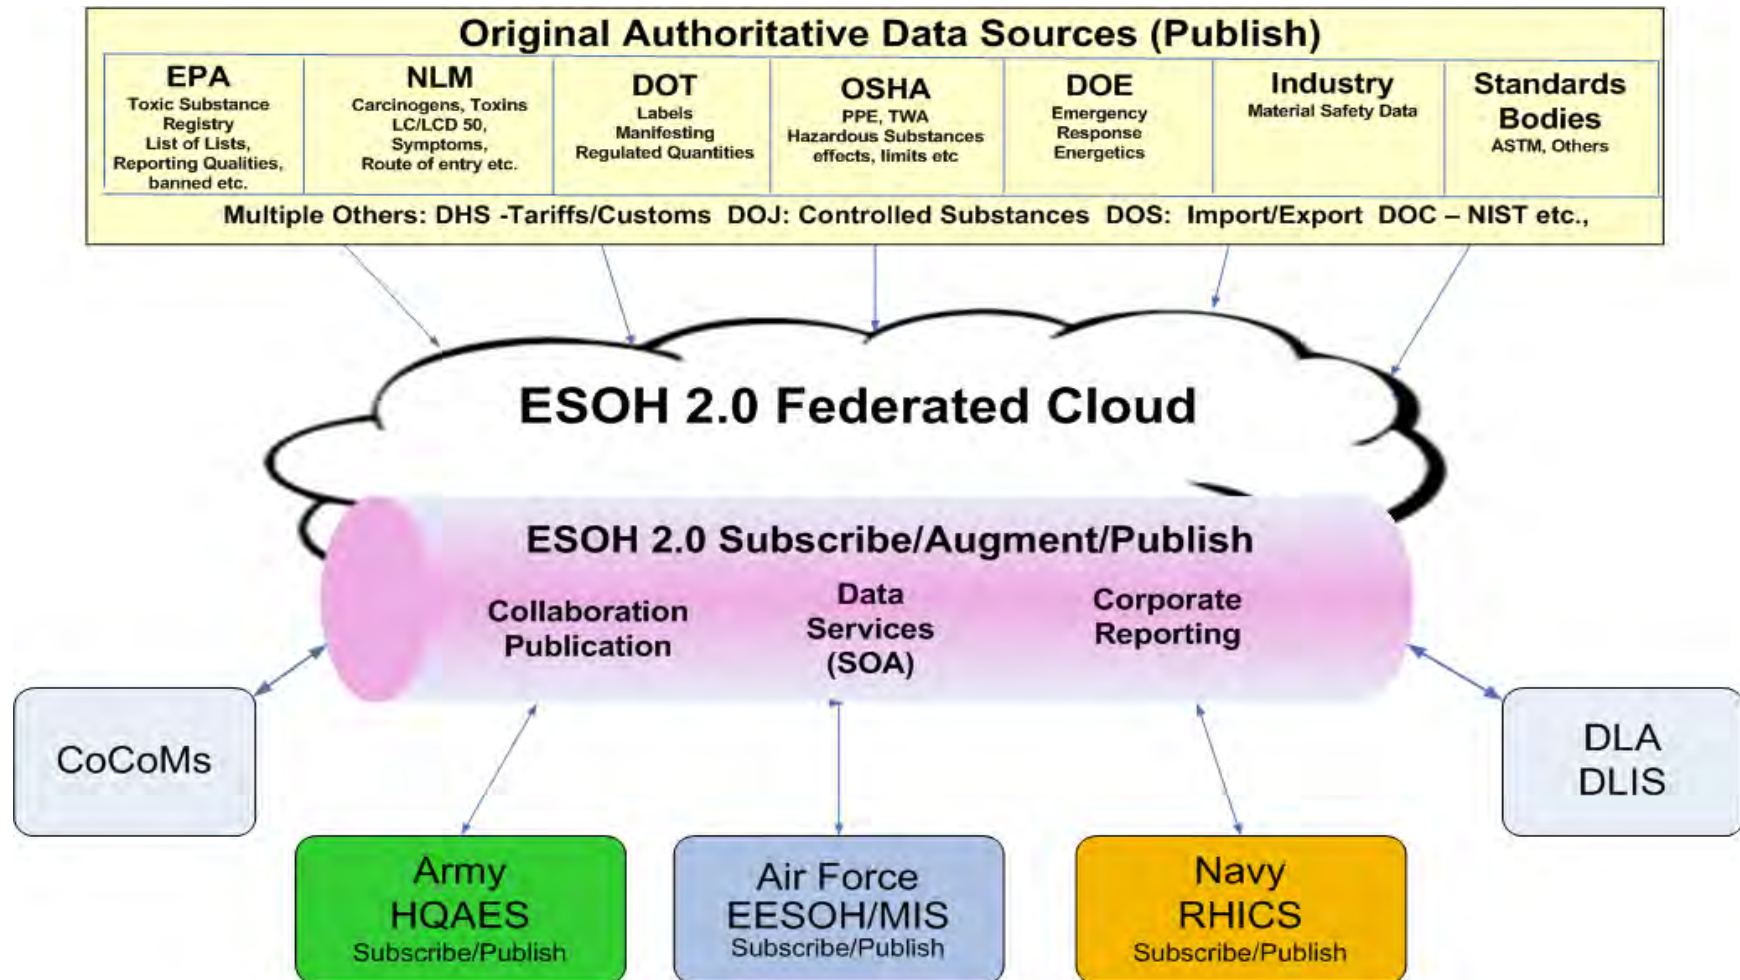 Original Authoritative Data Sources (Publish)
EPA
Toxic Substance
Registry
List of Lists,
Reporting Qualities,
banned etc.
NLM
Carcinogens, Toxins
LC/LCD 50,
Symptoms,
Route of entry etc.
DOT
Labels
Manifesting
Regulated Quantities
OSHA
PPE, TWA
Hazardous Substances
effects, limits etc
DOE
Emergency
Response
Energetics
Industry
Material Safety Data
Standards
Bodies
ASTM, Others
Multiple Others: DHS -Tariffs/Customs DOJ: Controlled Substances DOS: Import/Export DOC – NIST etc.,
ESOH 2.0 Federated Cloud
ESOH 2.0 Subscribe/Augment/Publish
Collaboration
Publication
Data
Services
(SOA)
Corporate
Reporting
CoCoMs
DLA
DLIS
Army
HQAES
Subscribe/Publish
Air Force
EESOH/MIS
Subscribe/Publish
Navy
RHICS
Subscribe/Publish